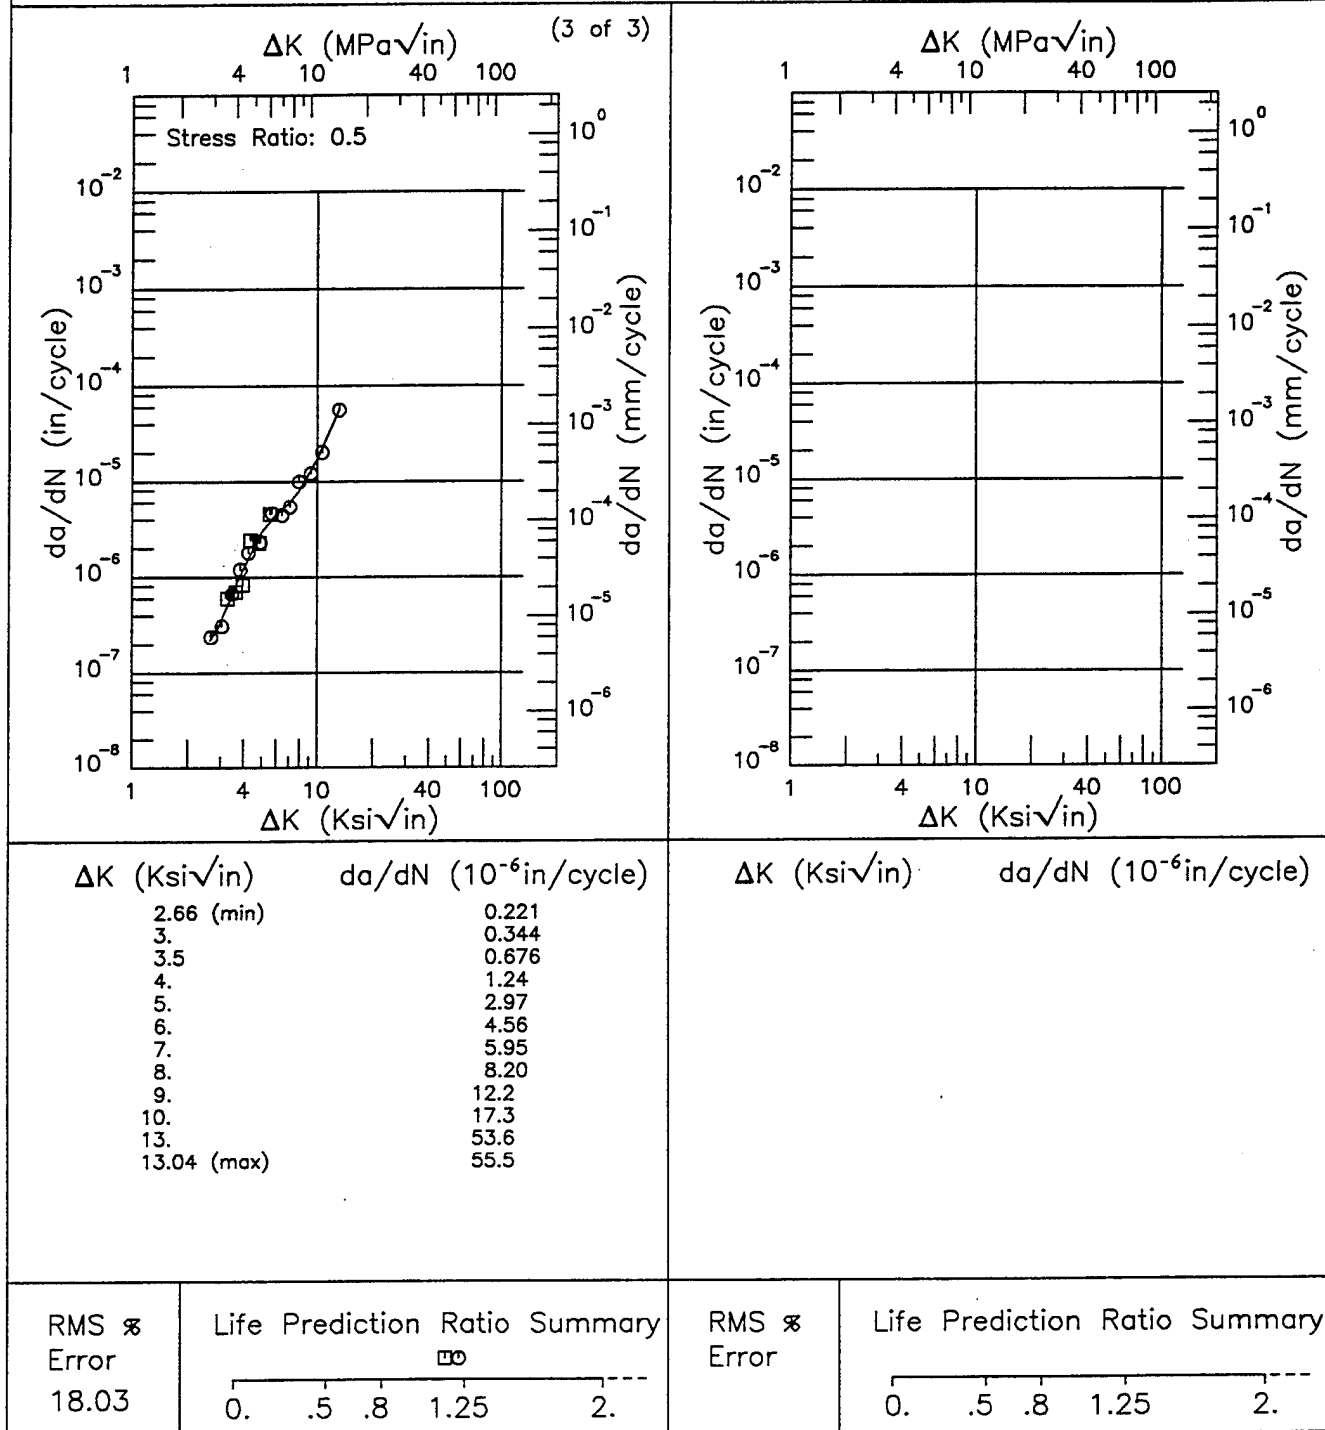 (3 of 3)
ΔK (MPa√in)
1 4 10 40 100
Stress Ratio: 0.5
da/dN (in/cycle)
10⁻²
10⁻³
10⁻⁴
10⁻⁵
10⁻⁶
10⁻⁷
10⁻⁸
10⁰
10⁻¹
10⁻²
10⁻³
10⁻⁴
10⁻⁵
10⁻⁶
da/dN (mm/cycle)
1 4 10 40 100
ΔK (Ksi√in)
ΔK (MPa√in)
1 4 10 40 100
da/dN (in/cycle)
10⁻²
10⁻³
10⁻⁴
10⁻⁵
10⁻⁶
10⁻⁷
10⁻⁸
10⁰
10⁻¹
10⁻²
10⁻³
10⁻⁴
10⁻⁵
10⁻⁶
da/dN (mm/cycle)
1 4 10 40 100
ΔK (Ksi√in)
ΔK (Ksi√in) da/dN (10⁻⁶in/cycle)
2.66 (min) 0.221
3. 0.344
3.5 0.676
4. 1.24
5. 2.97
6. 4.56
7. 5.95
8. 8.20
9. 12.2
10. 17.3
13. 53.6
13.04 (max) 55.5
ΔK (Ksi√in) da/dN (10⁻⁶in/cycle)
RMS %
Error
18.03
Life Prediction Ratio Summary
0. .5 .8 1.25 2.
RMS %
Error
Life Prediction Ratio Summary
0. .5 .8 1.25 2.